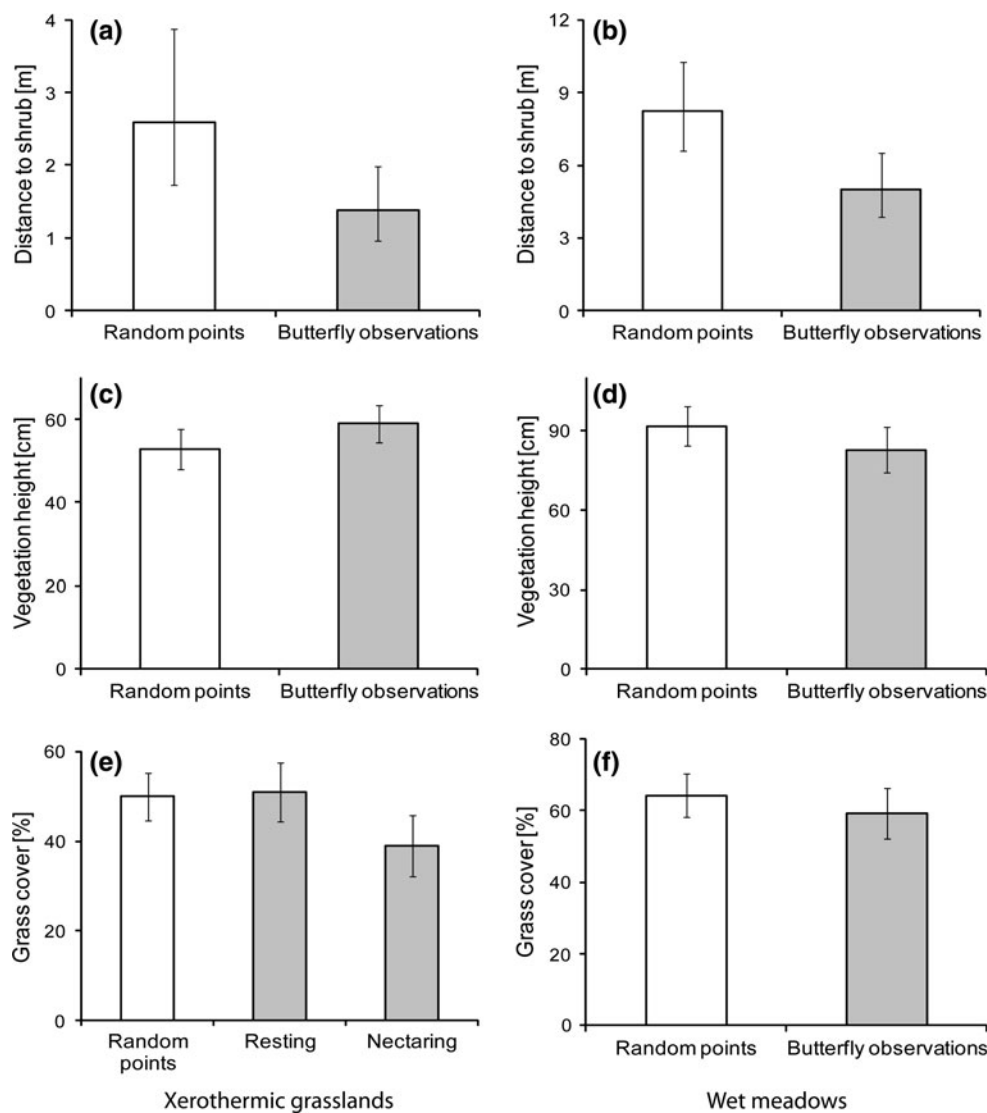 (a)
Distance to shrub [m]
4
3
2
1
0
Random points
Butterfly observations
(b)
Distance to shrub [m]
12
9
6
3
0
Random points
Butterfly observations
(c)
Vegetation height [cm]
60
40
20
0
Random points
Butterfly observations
(d)
Vegetation height [cm]
90
60
30
0
Random points
Butterfly observations
(e)
Grass cover [%]
60
40
20
0
Random
points
Resting
Nectaring
(f)
Grass cover [%]
80
60
40
20
0
Random points
Butterfly observations
Xerothermic grasslands
Wet meadows